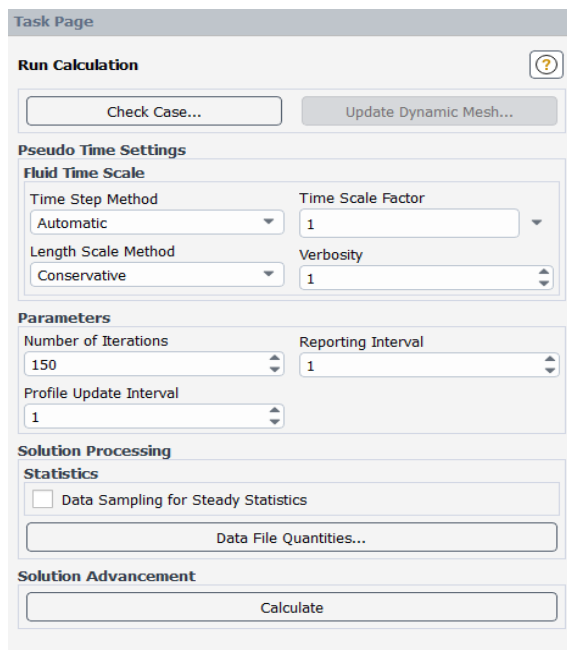 Task Page
Run Calculation
?
Check Case... Update Dynamic Mesh...
Pseudo Time Settings
Fluid Time Scale
Time Step Method Time Scale Factor
Automatic 1
Length Scale Method Verbosity
Conservative 1
Parameters
Number of Iterations Reporting Interval
150 1
Profile Update Interval
1
Solution Processing
Statistics
Data Sampling for Steady Statistics
Data File Quantities...
Solution Advancement
Calculate